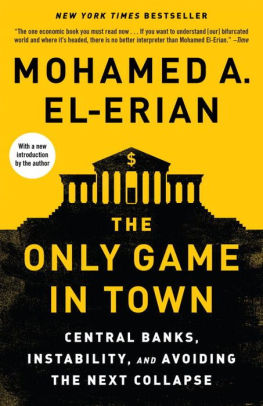 NEW YORK TIMES BESTSELLER
"The one economic book you must read now . . . If you want to understand [our] bifurcated
world and where it's headed, there is no better interpreter than Mohamed El-Erian." —Time
MOHAMED A.
EL-ERIAN
With a new
introduction
by the author
$
THE
ONLY GAME
IN TOWN
CENTRAL BANKS,
INSTABILITY, AND AVOIDING
THE NEXT COLLAPSE